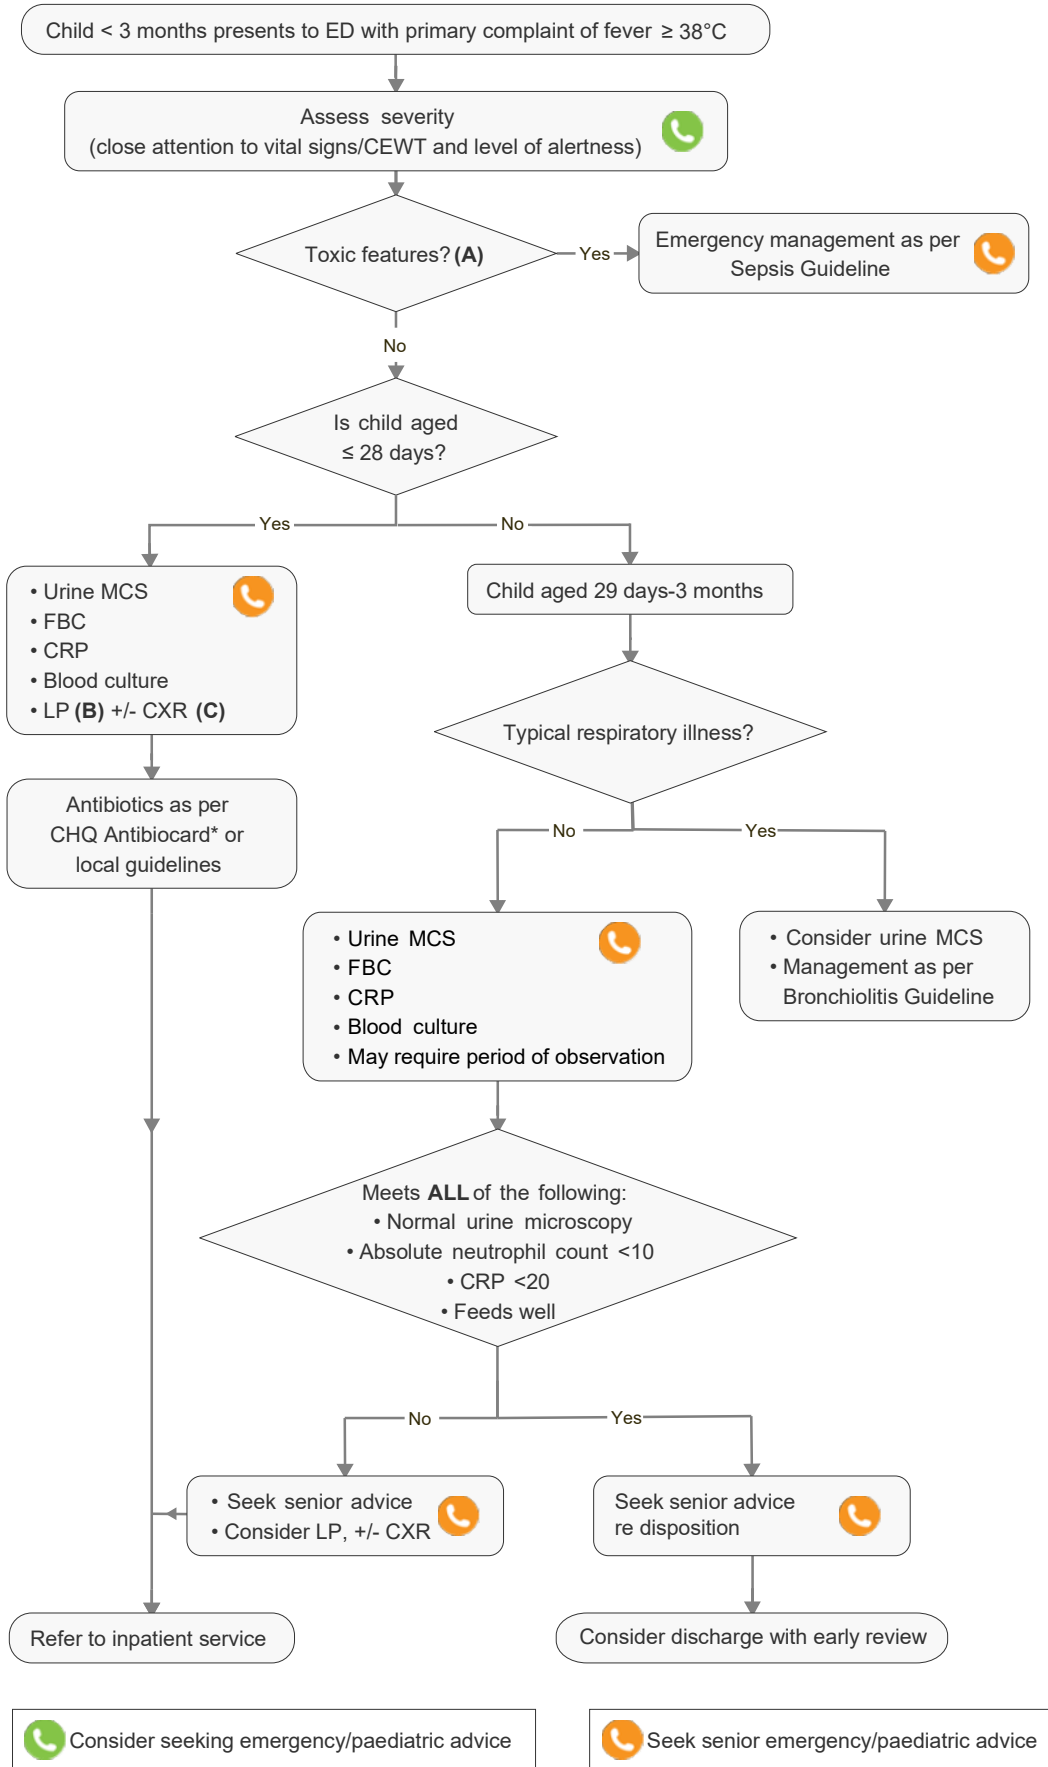 Child < 3 months presents to ED with primary complaint of fever ≥ 38°C
Assess severity
(close attention to vital signs/CEWT and level of alertness)
Toxic features? (A)
Yes
Emergency management as per
Sepsis Guideline
No
Is child aged
≤ 28 days?
Yes
No
• Urine MCS
• FBC
• CRP
• Blood culture
• LP (B) +/- CXR (C)
Child aged 29 days-3 months
Typical respiratory illness?
Antibiotics as per
CHQ Antibiocard* or
local guidelines
No
Yes
• Urine MCS
• FBC
• CRP
• Blood culture
• May require period of observation
• Consider urine MCS
• Management as per
Bronchiolitis Guideline
Meets ALL of the following:
• Normal urine microscopy
• Absolute neutrophil count <10
• CRP <20
• Feeds well
No
Yes
• Seek senior advice
• Consider LP, +/- CXR
Seek senior advice
re disposition
Refer to inpatient service
Consider discharge with early review
Consider seeking emergency/paediatric advice
Seek senior emergency/paediatric advice